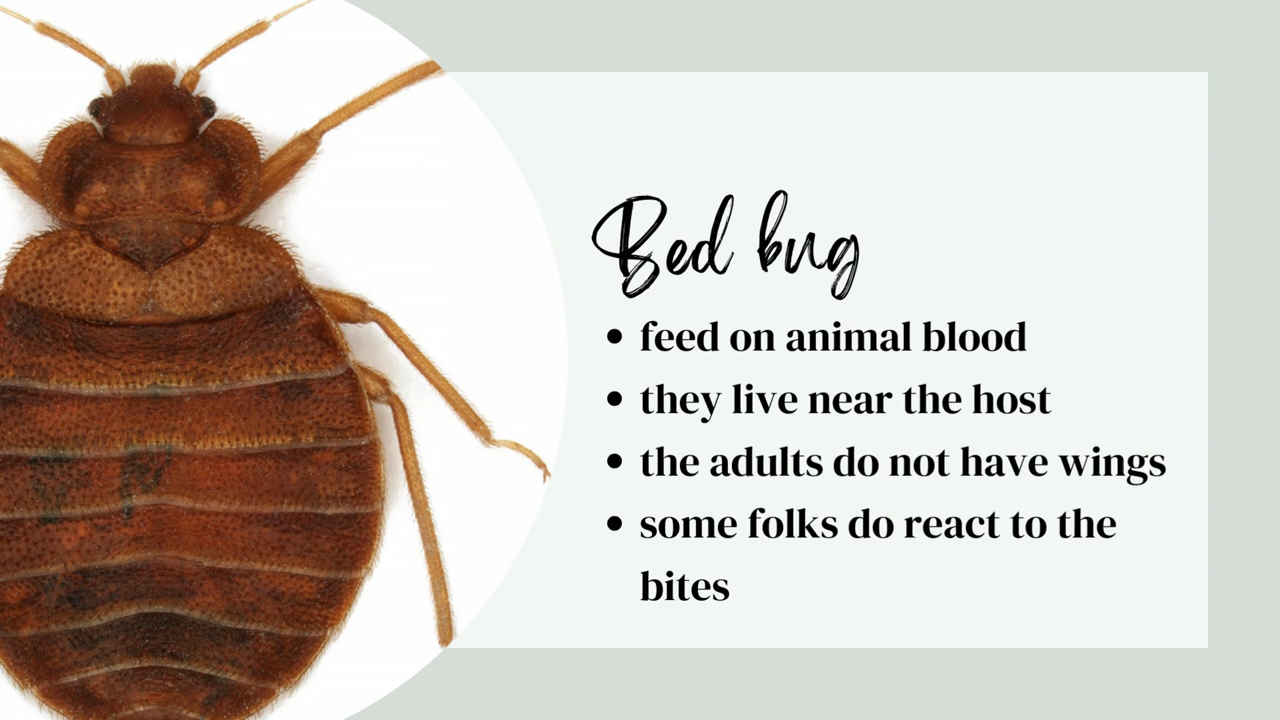 Bed bug
• feed on animal blood
• they live near the host
• the adults do not have wings
• some folks do react to the
bites